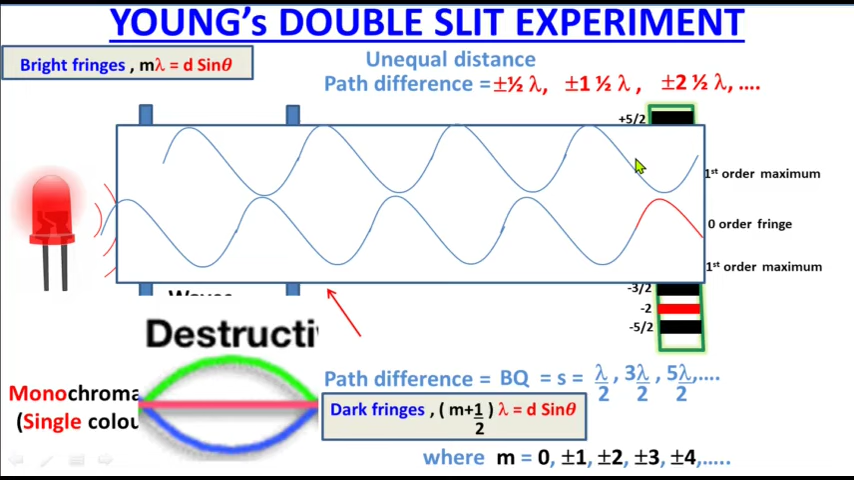 YOUNG's DOUBLE SLIT EXPERIMENT
Bright fringes , mλ = d Sinθ
Unequal distance
Path difference = ±½ λ, ±1 ½ λ , ±2 ½ λ, ....
+5/2
1st order maximum
0 order fringe
1st order maximum
-3/2
-2
-5/2
Destructi
Monochroma
(Single colou
Path difference = BQ = s = λ/2 , 3λ/2 , 5λ/2 ,....
Dark fringes , ( m+1/2 ) λ = d Sinθ
where m = 0, ±1, ±2, ±3, ±4,.....